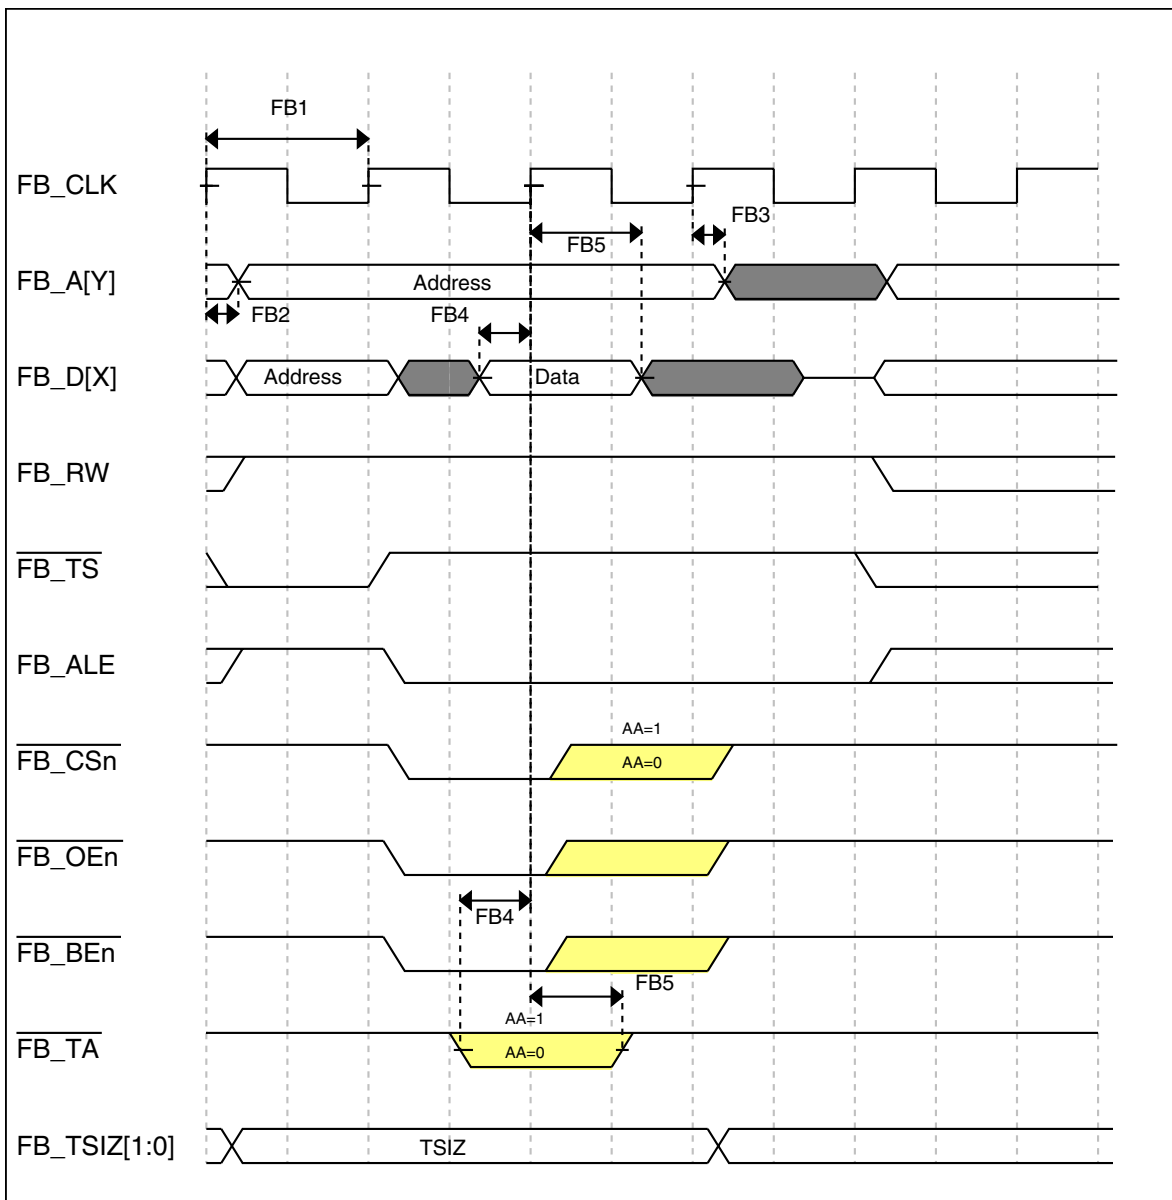 FB1
FB_CLK
FB3
FB5
FB_A[Y]
Address
FB2
FB4
FB_D[X]
Address
Data
FB_RW
FB_TS
FB_ALE
AA=1
FB_CSn
AA=0
FB_OEn
FB4
FB_BEn
FB5
AA=1
FB_TA
AA=0
FB_TSIZ[1:0]
TSIZ